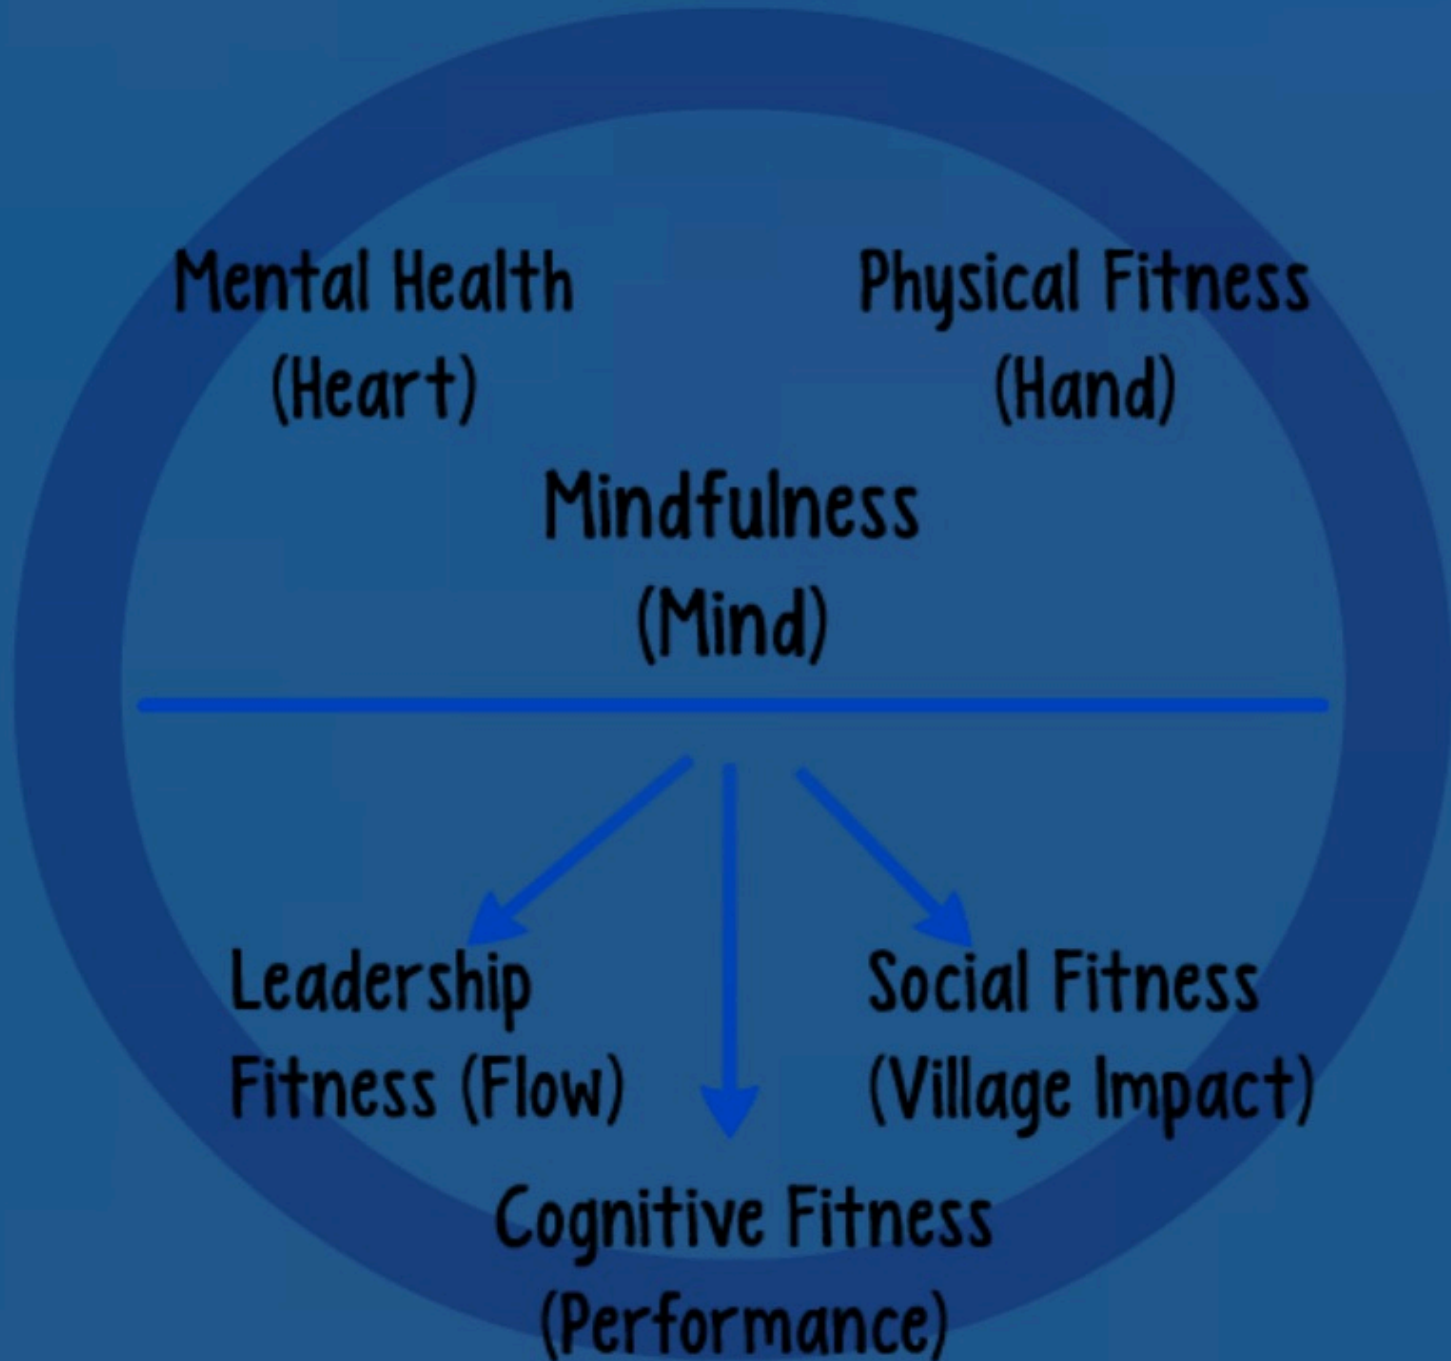 Mental Health
(Heart)
Physical Fitness
(Hand)
Mindfulness
(Mind)
Leadership
Fitness (Flow)
Social Fitness
(Village Impact)
Cognitive Fitness
(Performance)